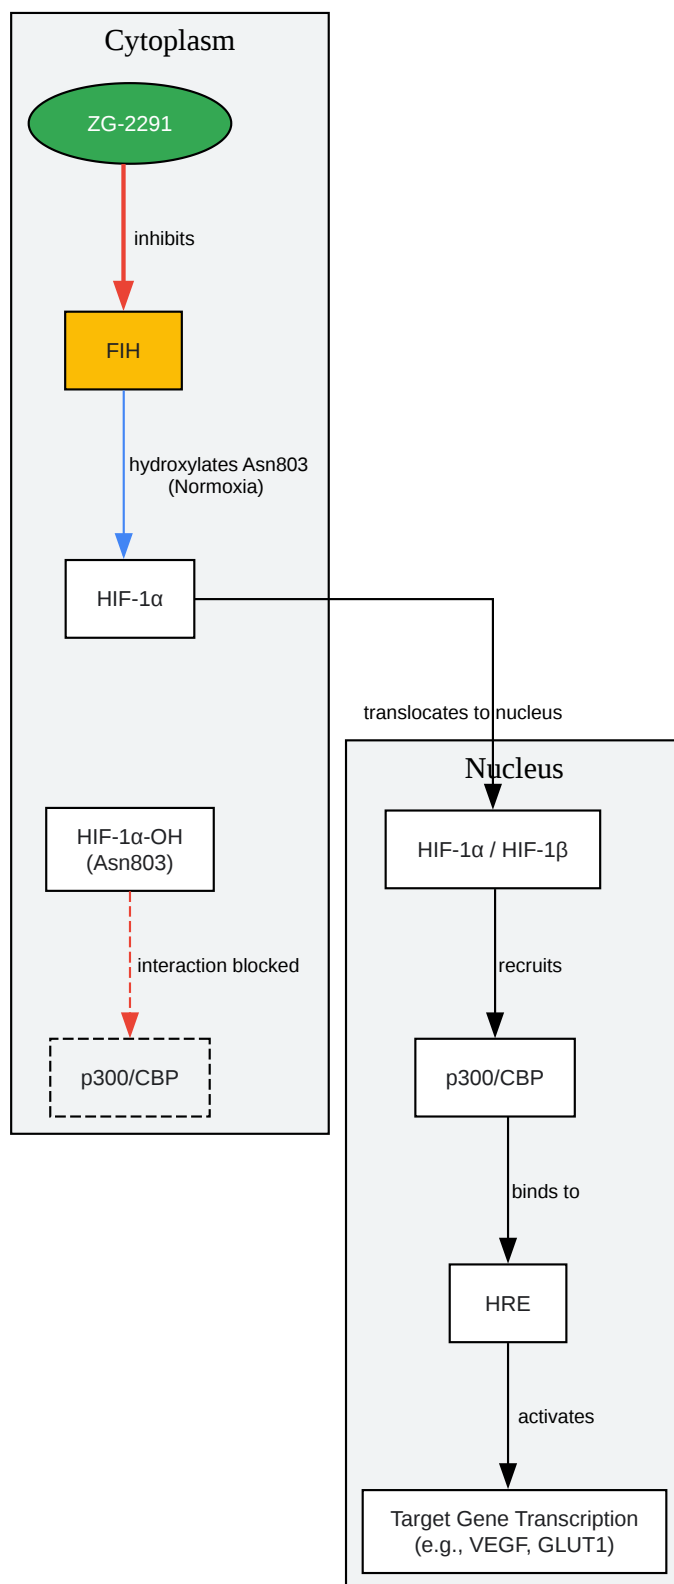 Cytoplasm
ZG-2291
inhibits
FIH
hydroxylates Asn803
(Normoxia)
HIF-1α
translocates to nucleus
Nucleus
HIF-1α-OH
(Asn803)
HIF-1α / HIF-1β
interaction blocked
recruits
p300/CBP
p300/CBP
binds to
HRE
activates
Target Gene Transcription
(e.g., VEGF, GLUT1)